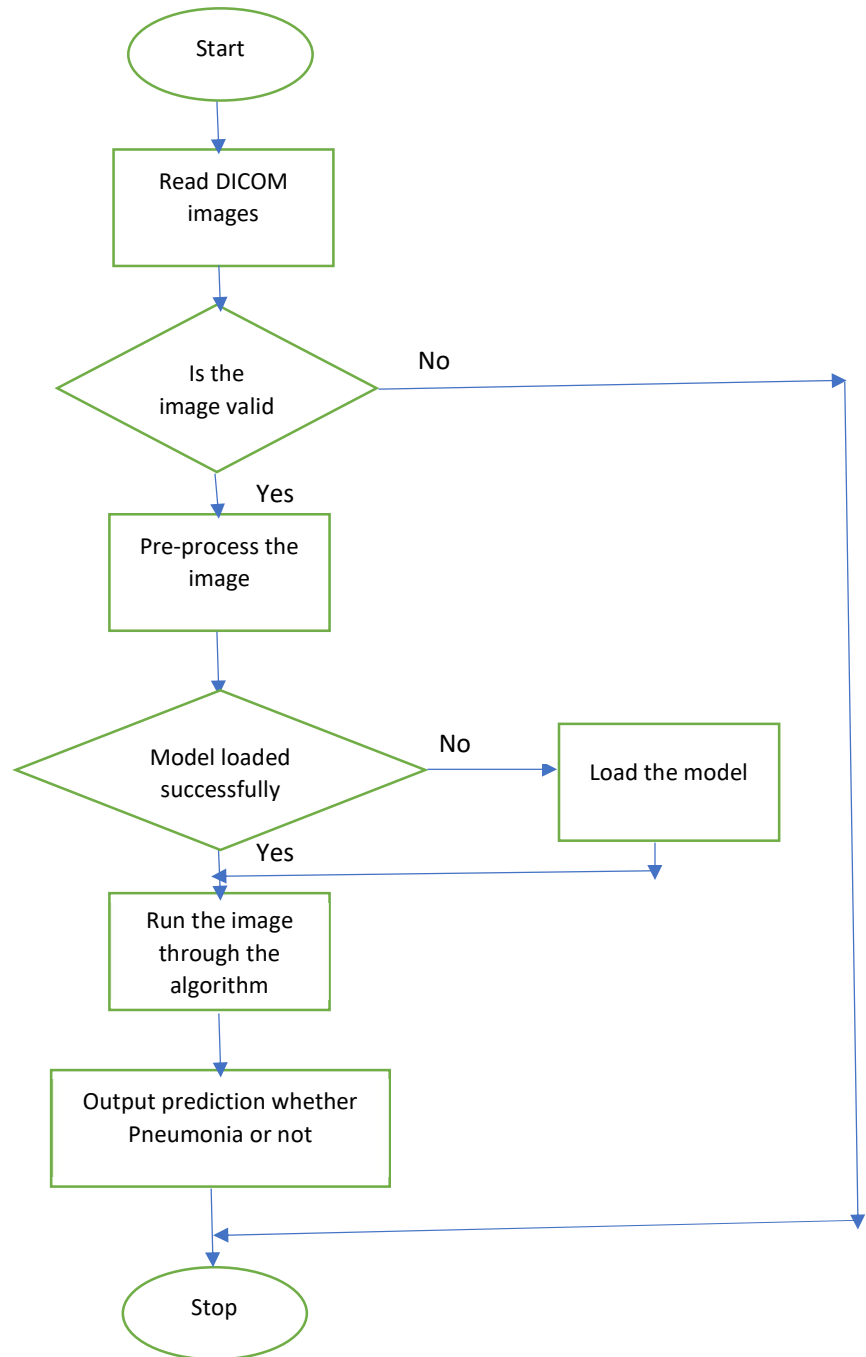 Start
Read DICOM
images
No
Is the
image valid
Yes
Pre-process the
image
No
Model loaded
successfully
Load the model
Yes
Run the image
through the
algorithm
Output prediction whether
Pneumonia or not
Stop